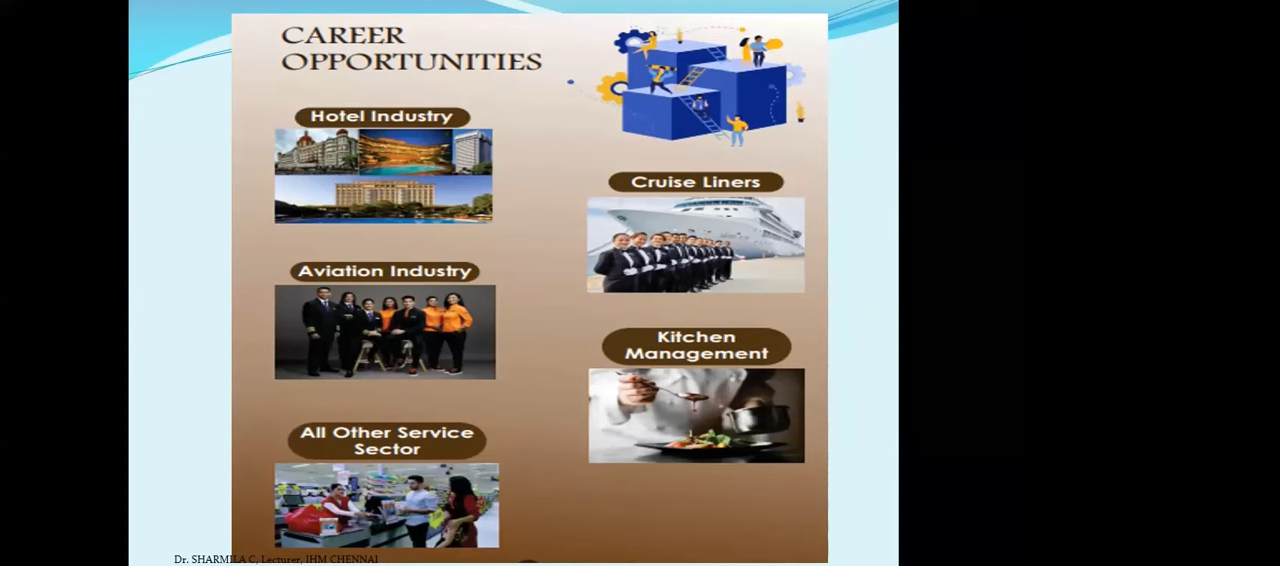 CAREER
OPPORTUNITIES
Hotel Industry
Cruise Liners
Aviation Industry
Kitchen
Management
All Other Service
Sector
Dr. SHARMILA C, Lecturer, IHM CHENNAI